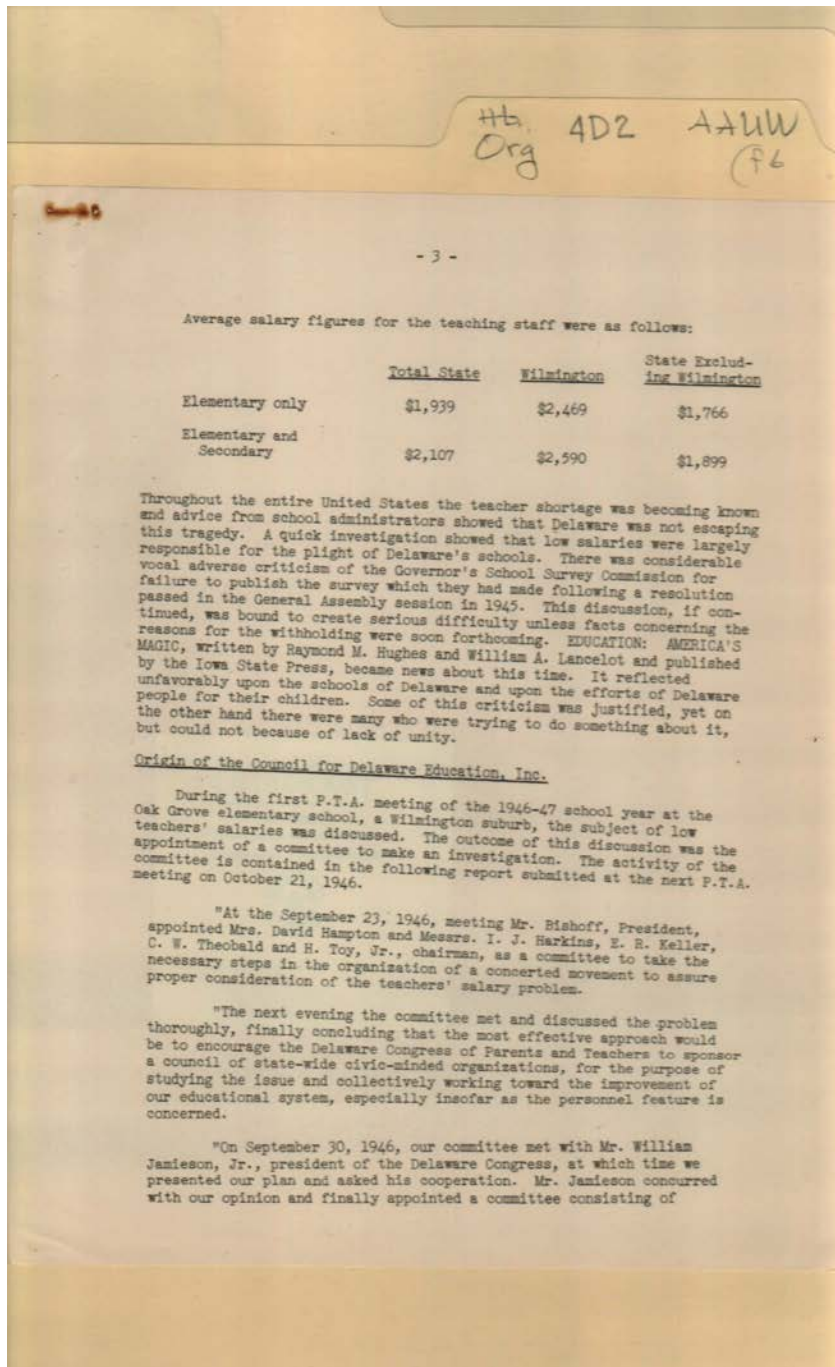 Hb. 4D2 AAUW
Org (f6
- 3 -
Average salary figures for the teaching staff were as follows:
Total State Wilmington State Exclud-
ing Wilmington
Elementary only $1,939 $2,469 $1,766
Elementary and
Secondary $2,107 $2,590 $1,899
Throughout the entire United States the teacher shortage was becoming known
and advice from school administrators showed that Delaware was not escaping
this tragedy. A quick investigation showed that low salaries were largely
responsible for the plight of Delaware's schools. There was considerable
vocal adverse criticism of the Governor's School Survey Commission for
failure to publish the survey which they had made following a resolution
passed in the General Assembly session in 1945. This discussion, if con-
tinued, was bound to create serious difficulty unless facts concerning the
reasons for the withholding were soon forthcoming. EDUCATION: AMERICA'S
MAGIC, written by Raymond M. Hughes and William A. Lancelot and published
by the Iowa State Press, became news about this time. It reflected
unfavorably upon the schools of Delaware and upon the efforts of Delaware
people for their children. Some of this criticism was justified, yet on
the other hand there were many who were trying to do something about it,
but could not because of lack of unity.
Origin of the Council for Delaware Education, Inc.
During the first P.T.A. meeting of the 1946-47 school year at the
Oak Grove elementary school, a Wilmington suburb, the subject of low
teachers' salaries was discussed. The outcome of this discussion was the
appointment of a committee to make an investigation. The activity of the
committee is contained in the following report submitted at the next P.T.A.
meeting on October 21, 1946.
"At the September 23, 1946, meeting Mr. Bishoff, President,
appointed Mrs. David Hampton and Messrs. I. J. Harkins, E. R. Keller,
C. W. Theobald and H. Toy, Jr., chairman, as a committee to take the
necessary steps in the organization of a concerted movement to assure
proper consideration of the teachers' salary problem.
"The next evening the committee met and discussed the problem
thoroughly, finally concluding that the most effective approach would
be to encourage the Delaware Congress of Parents and Teachers to sponsor
a council of state-wide civic-minded organizations, for the purpose of
studying the issue and collectively working toward the improvement of
our educational system, especially insofar as the personnel feature is
concerned.
"On September 30, 1946, our committee met with Mr. William
Jamieson, Jr., president of the Delaware Congress, at which time we
presented our plan and asked his cooperation. Mr. Jamieson concurred
with our opinion and finally appointed a committee consisting of